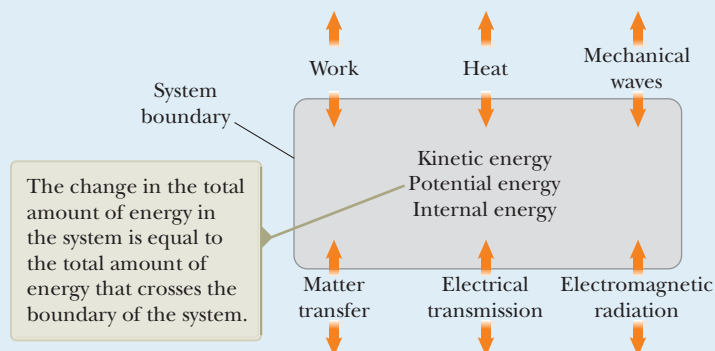 Work
Heat
Mechanical
waves
System
boundary
Kinetic energy
Potential energy
Internal energy
The change in the total
amount of energy in
the system is equal to
the total amount of
energy that crosses the
boundary of the system.
Matter
transfer
Electrical
transmission
Electromagnetic
radiation